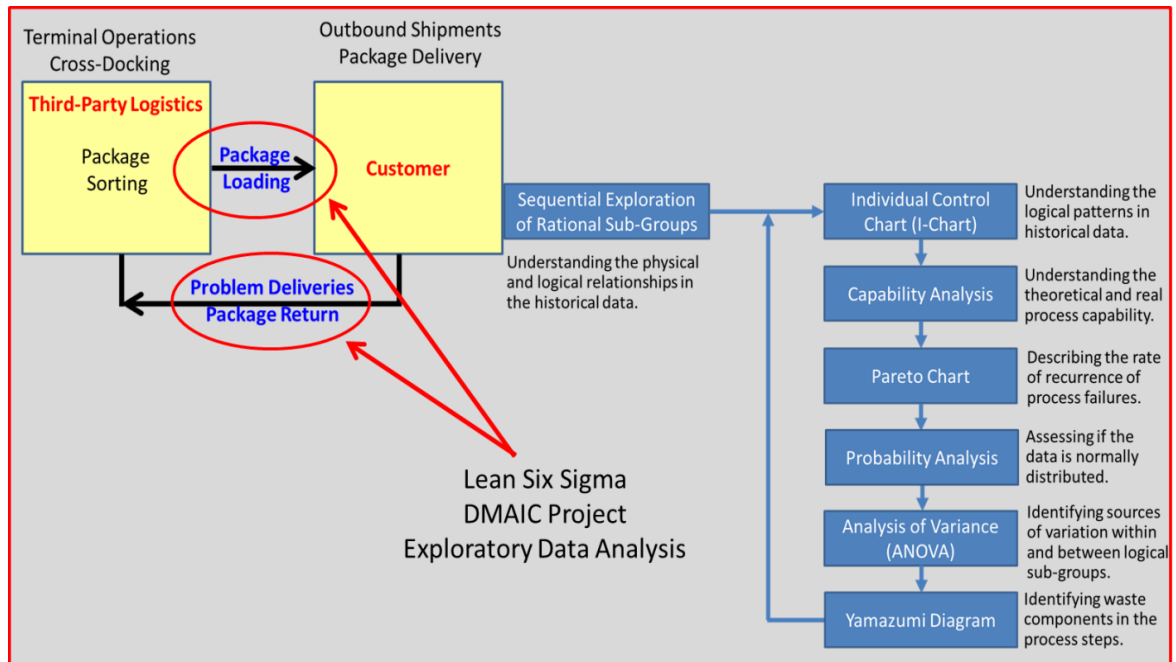 Terminal Operations
Cross-Docking
Outbound Shipments
Package Delivery
Third-Party Logistics
Package
Sorting
Package
Loading
Customer
Problem Deliveries
Package Return
Sequential Exploration
of Rational Sub-Groups
Understanding the physical
and logical relationships in
the historical data.
Lean Six Sigma
DMAIC Project
Exploratory Data Analysis
Individual Control
Chart (I-Chart)
Understanding the
logical patterns in
historical data.
Capability Analysis
Understanding the
theoretical and real
process capability.
Pareto Chart
Describing the rate
of recurrence of
process failures.
Probability Analysis
Assessing if the
data is normally
distributed.
Analysis of Variance
(ANOVA)
Identifying sources
of variation within
and between logical
sub-groups.
Yamazumi Diagram
Identifying waste
components in the
process steps.